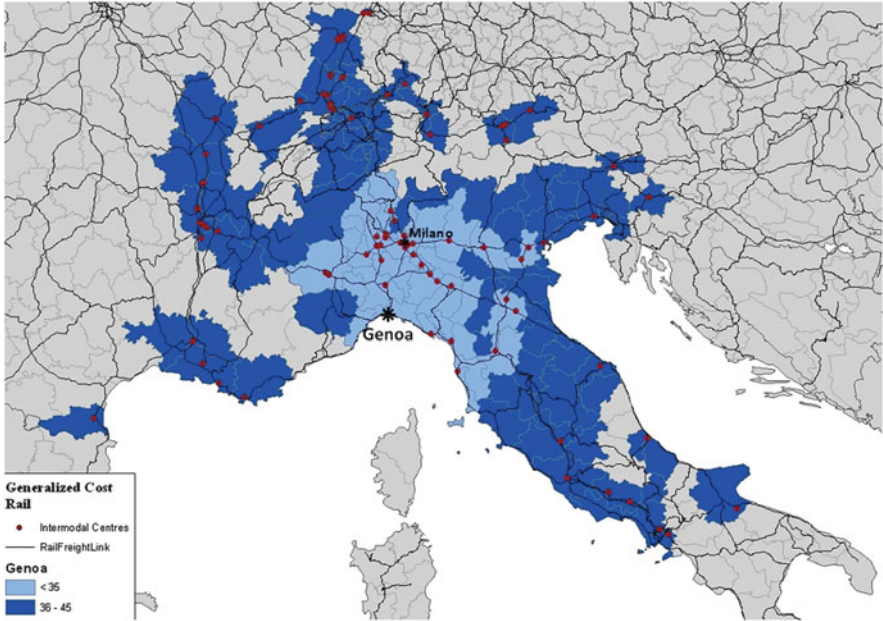 Milano
Genoa
Generalized Cost
Rail
Intermodal Centres
RailFreightLink
Genoa
<35
36 - 45